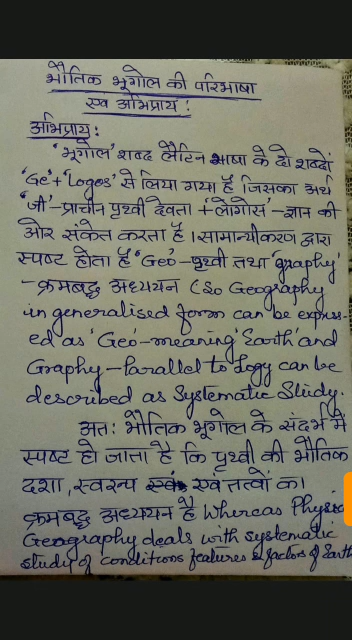 भौतिक भूगोल की परिभाषा
एवं अभिप्राय :
अभिप्राय :
'भूगोल' शब्द लैटिन भाषा के दो शब्दों
'Ge'+'Logos' से लिया गया है जिसका अर्थ
'जी'-प्राचीन पृथ्वी देवता + 'लोगोस'-ज्ञान की
ओर संकेत करता है। सामान्यीकरण द्वारा
स्पष्ट होता है 'Geo-पृथ्वी तथा 'graphy'
-क्रमबद्ध अध्ययन (So Geography
in generalised form can be express-
ed as 'Geo-meaning' Earth' and
Graphy-Parallel to Logy can be
described as Systematic Study.
अतः भौतिक भूगोल के संदर्भ में
स्पष्ट हो जाता है कि पृथ्वी की भौतिक
दशा, स्वरूप एवं तत्वों का
क्रमबद्ध अध्ययन है Whereas Physical
Geography deals with systematic
study of conditions features & factors of Earth